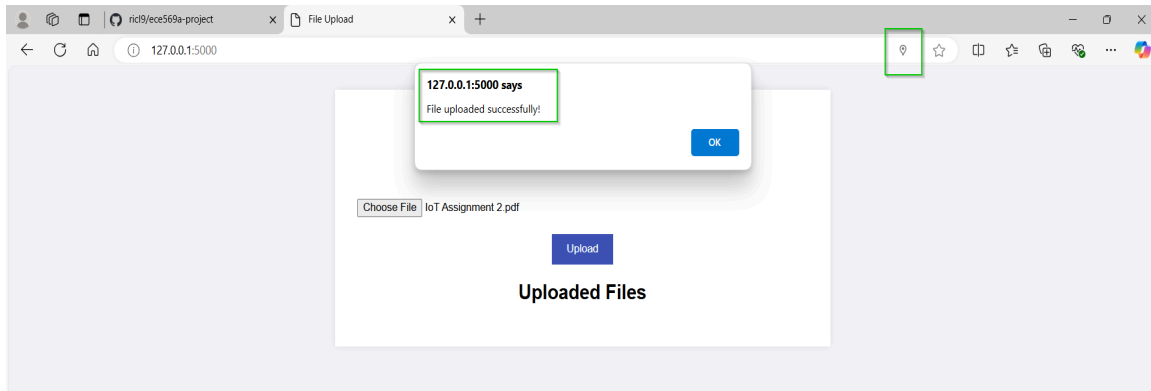 ricl9/ece569a-project
File Upload
127.0.0.1:5000
127.0.0.1:5000 says
File uploaded successfully!
OK
Choose File IoT Assignment 2.pdf
Upload
Uploaded Files